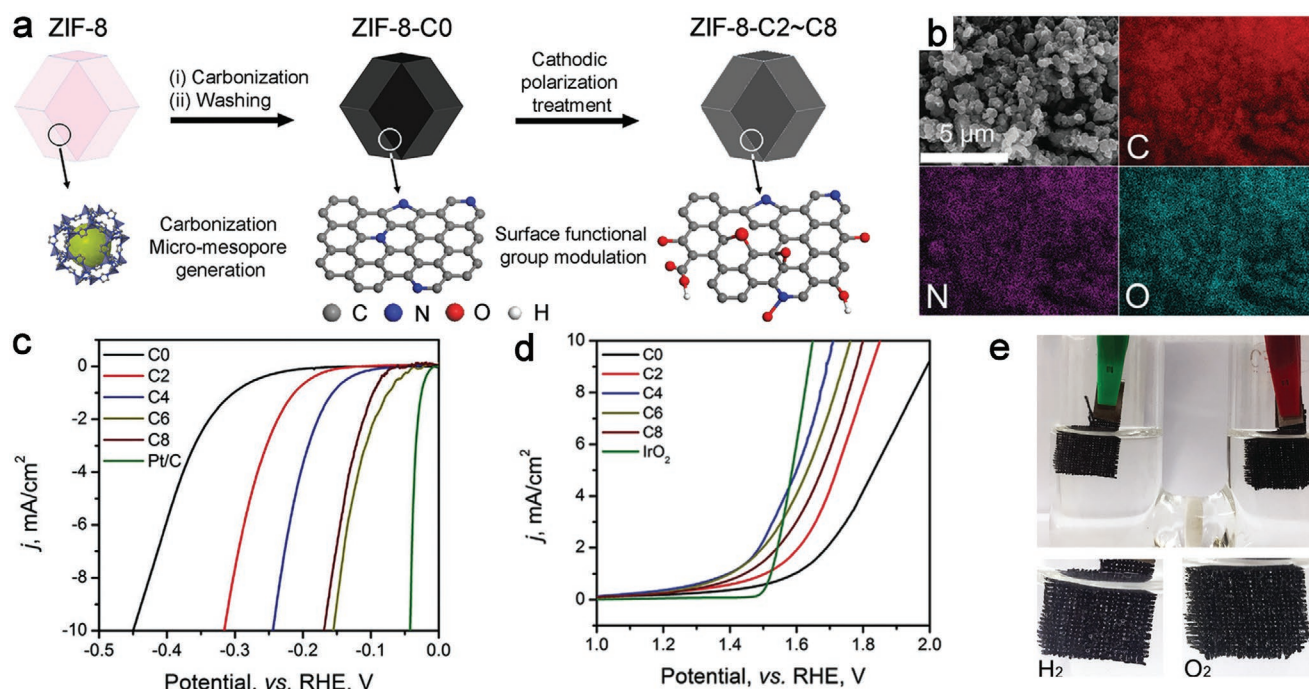 a
ZIF-8
ZIF-8-C0
ZIF-8-C2~C8
(i) Carbonization
(ii) Washing
Cathodic
polarization
treatment
Carbonization
Micro-mesopore
generation
Surface functional
group modulation
C N O H
b
5 μm
C
N
O
c
C0
C2
C4
C6
C8
Pt/C
0
-2
-4
-6
-8
-10
j, mA/cm²
-0.5 -0.4 -0.3 -0.2 -0.1 0.0
Potential, vs. RHE, V
d
C0
C2
C4
C6
C8
IrO₂
10
8
6
4
2
0
j, mA/cm²
1.0 1.2 1.4 1.6 1.8 2.0
Potential, vs. RHE, V
e
H₂
O₂